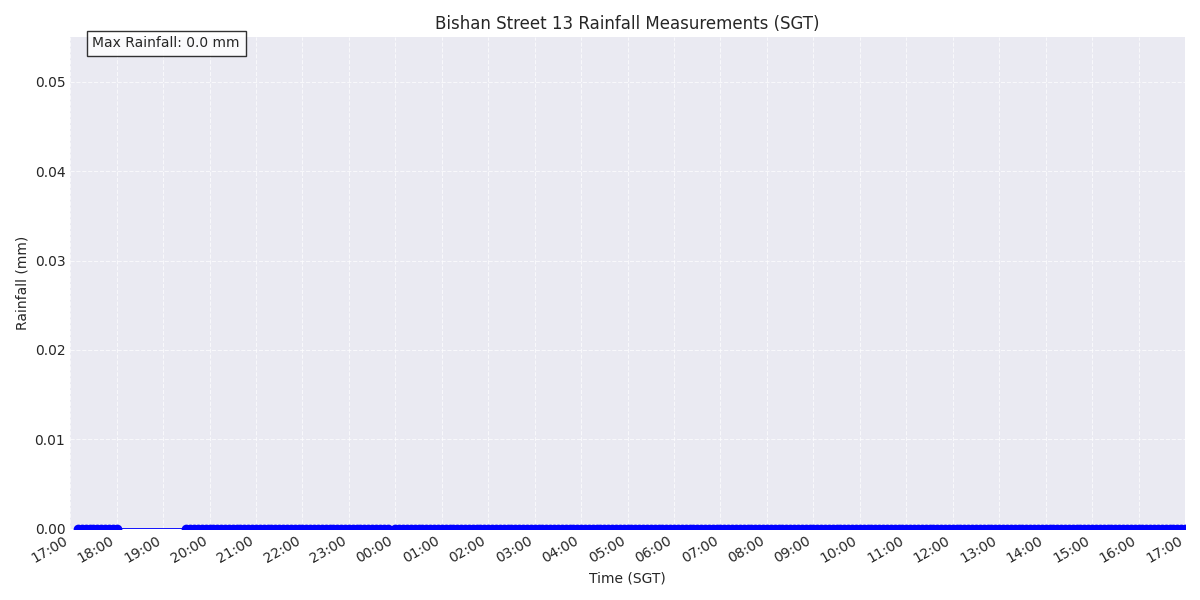 Bishan Street 13 Rainfall Measurements (SGT)
Max Rainfall: 0.0 mm
Rainfall (mm)
0.05
0.04
0.03
0.02
0.01
0.00
17:00 18:00 19:00 20:00 21:00 22:00 23:00 00:00 01:00 02:00 03:00 04:00 05:00 06:00 07:00 08:00 09:00 10:00 11:00 12:00 13:00 14:00 15:00 16:00 17:00
Time (SGT)